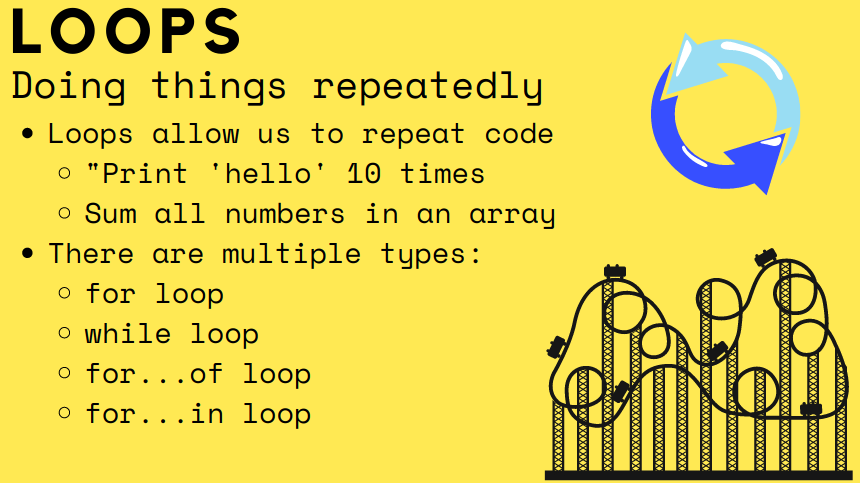 LOOPS
Doing things repeatedly
• Loops allow us to repeat code
○ "Print 'hello' 10 times
○ Sum all numbers in an array
• There are multiple types:
○ for loop
○ while loop
○ for...of loop
○ for...in loop